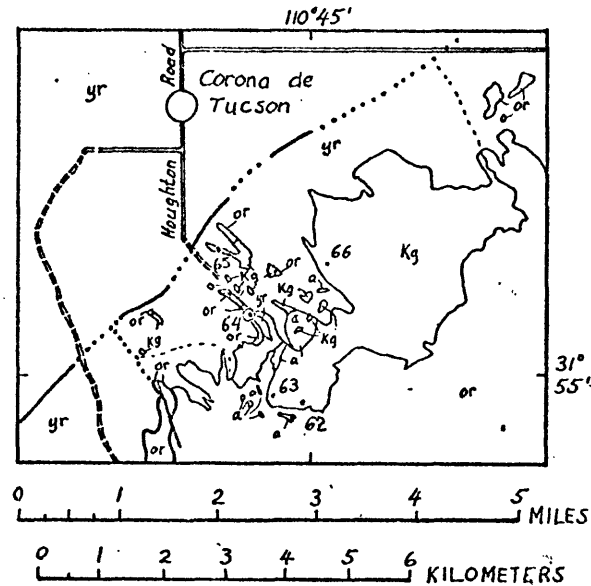 110°45'
Road
Corona de
Tucson
yr
or
yr
Houghton
or
65
Kg
or
66
Kg
a
or
yr
Kg
64
a
Kg
or
or
Kg
a
31°
55'
or
63
or
yr
a
62
a
or
0 1 2 3 4 5 MILES
0 1 2 3 4 5 6 KILOMETERS